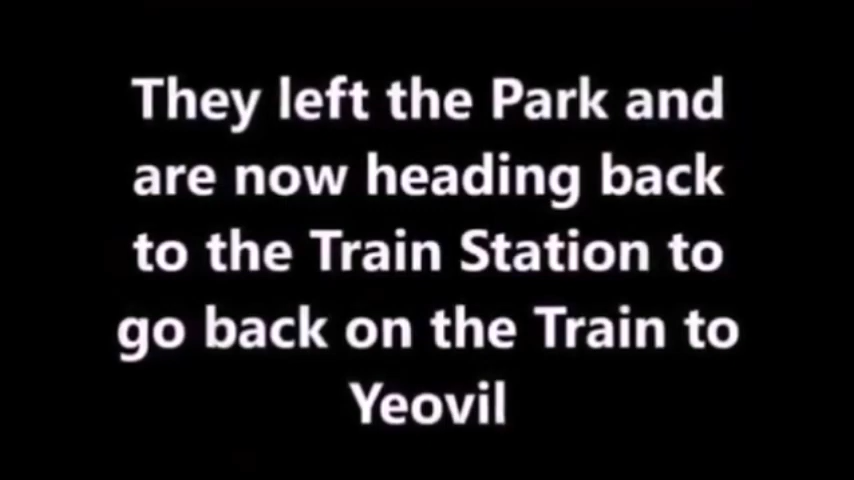 They left the Park and
are now heading back
to the Train Station to
go back on the Train to
Yeovil